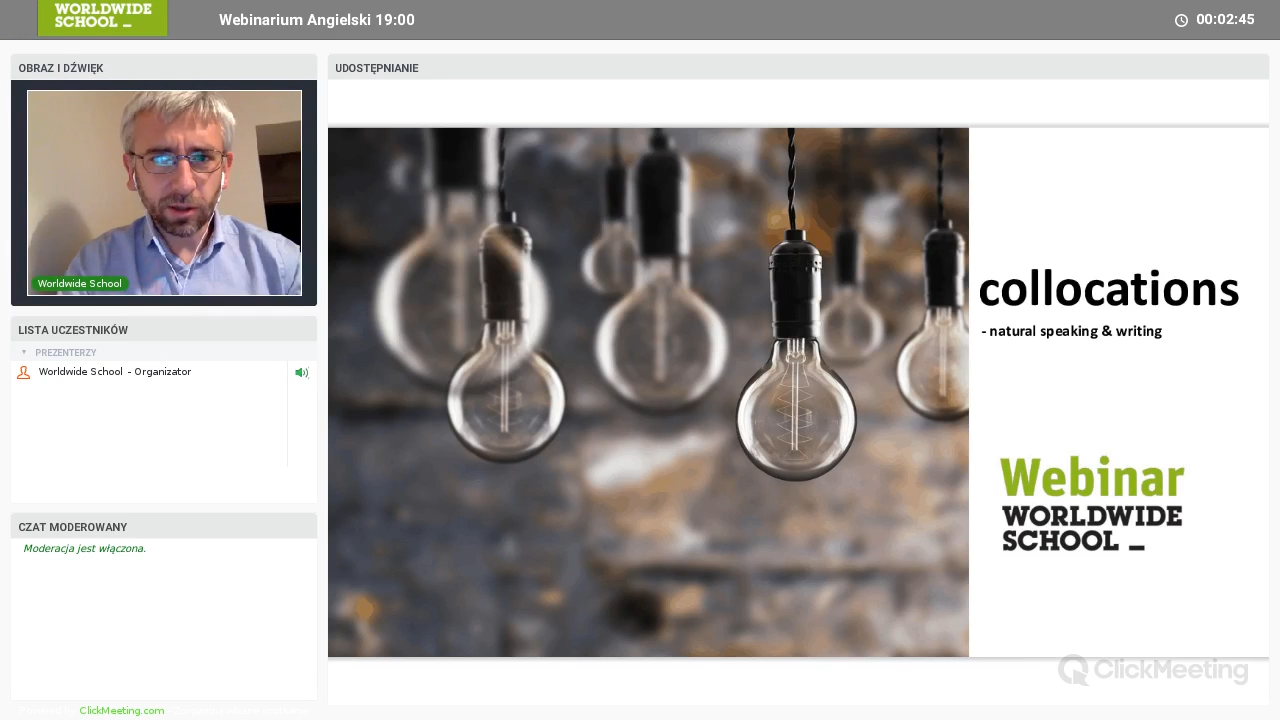 WORLDWIDE
SCHOOL _
Webinarium Angielski 19:00
00:02:45
OBRAZ I DŹWIĘK
Worldwide School
LISTA UCZESTNIKÓW
PREZENTERZY
Worldwide School - Organizator
CZAT MODEROWANY
Moderacja jest włączona.
ClickMeeting.com
UDOSTĘPNIANIE
collocations
- natural speaking & writing
Webinar
WORLDWIDE
SCHOOL _
ClickMeeting